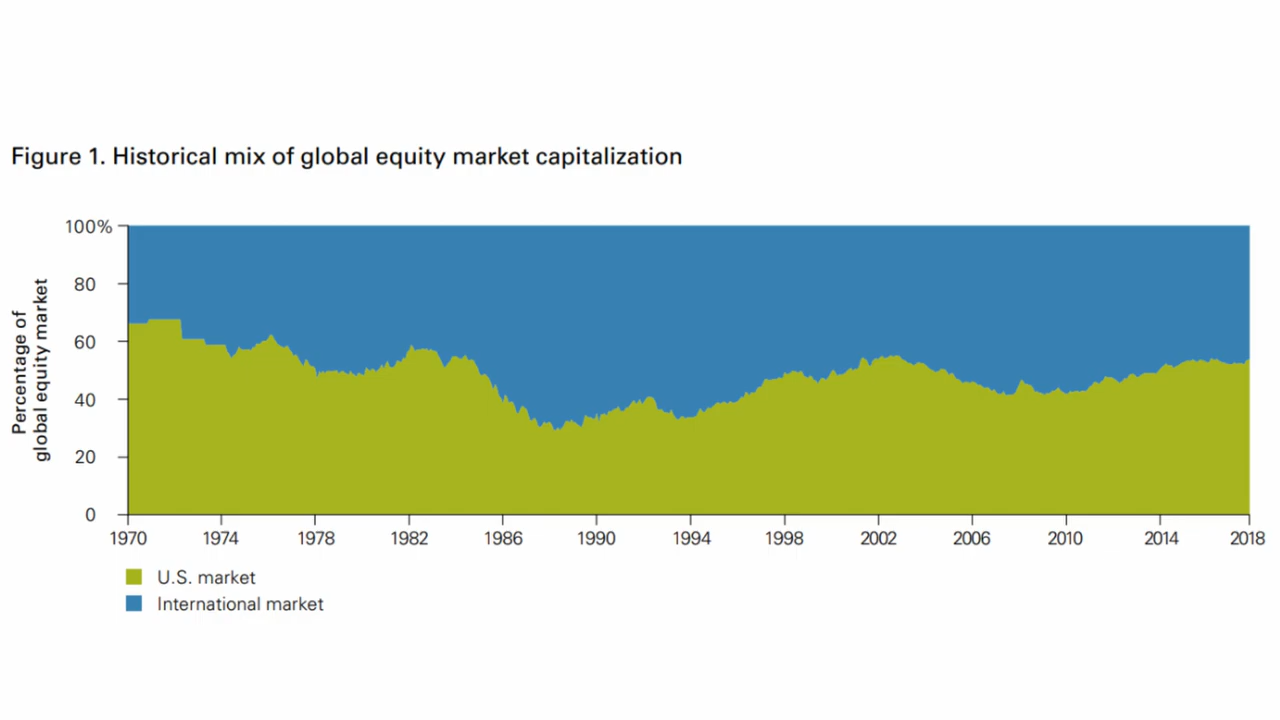 Figure 1. Historical mix of global equity market capitalization
Percentage of
global equity market
100%
80
60
40
20
0
1970 1974 1978 1982 1986 1990 1994 1998 2002 2006 2010 2014 2018
U.S. market
International market